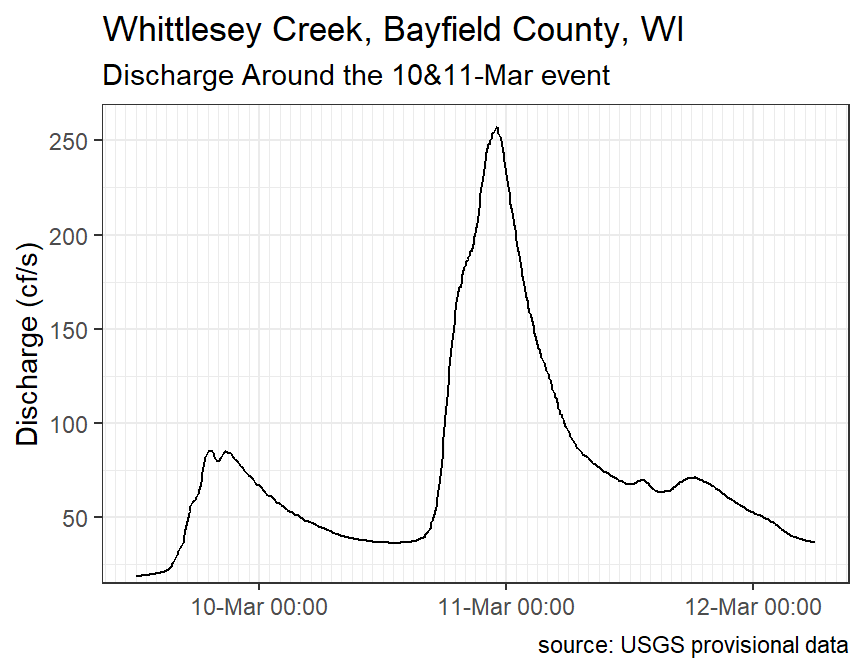 Whittlesey Creek, Bayfield County, WI
Discharge Around the 10&11-Mar event
Discharge (cf/s)
250
200
150
100
50
10-Mar 00:00
11-Mar 00:00
12-Mar 00:00
source: USGS provisional data